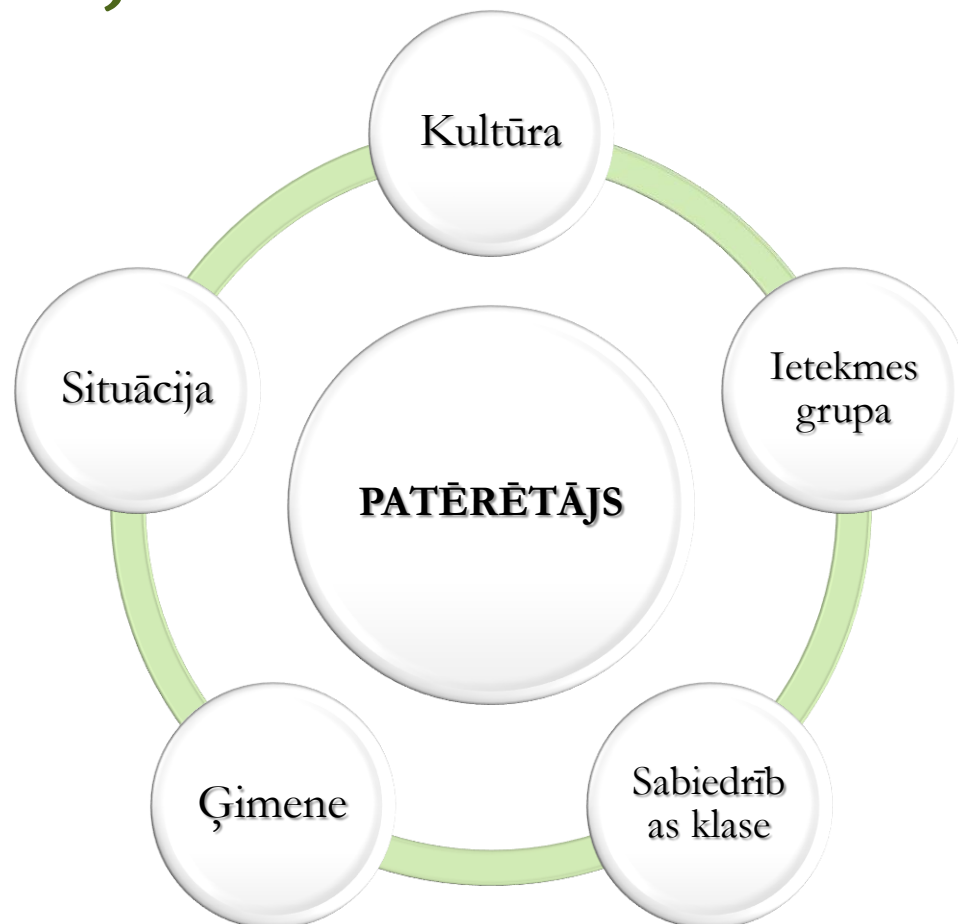 Kultūra
Ietekmes
grupa
Sabiedrīb
as klase
Ģimene
Situācija
PATĒRĒTĀJS